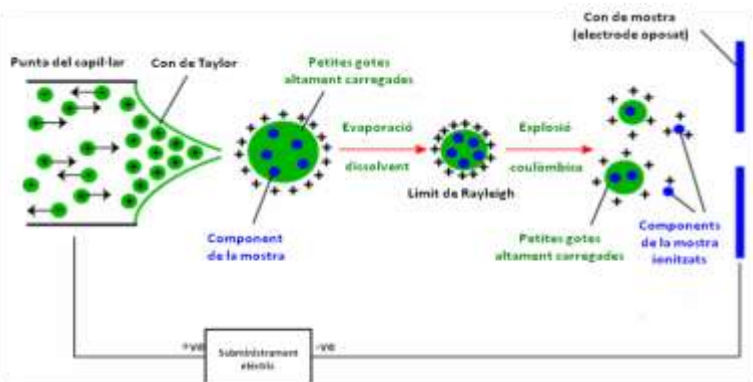 Con de mostra
(electrode oposat)
Punta del capil·lar
Con de Taylor
Petites gotes
altament carregades
Evaporació
dissolvent
Explosió
coulòmbica
Límit de Rayleigh
Component
de la mostra
Petites gotes
altament carregades
Components
de la mostra
ionitzats
+ve
-ve
Subministrament
elèctric